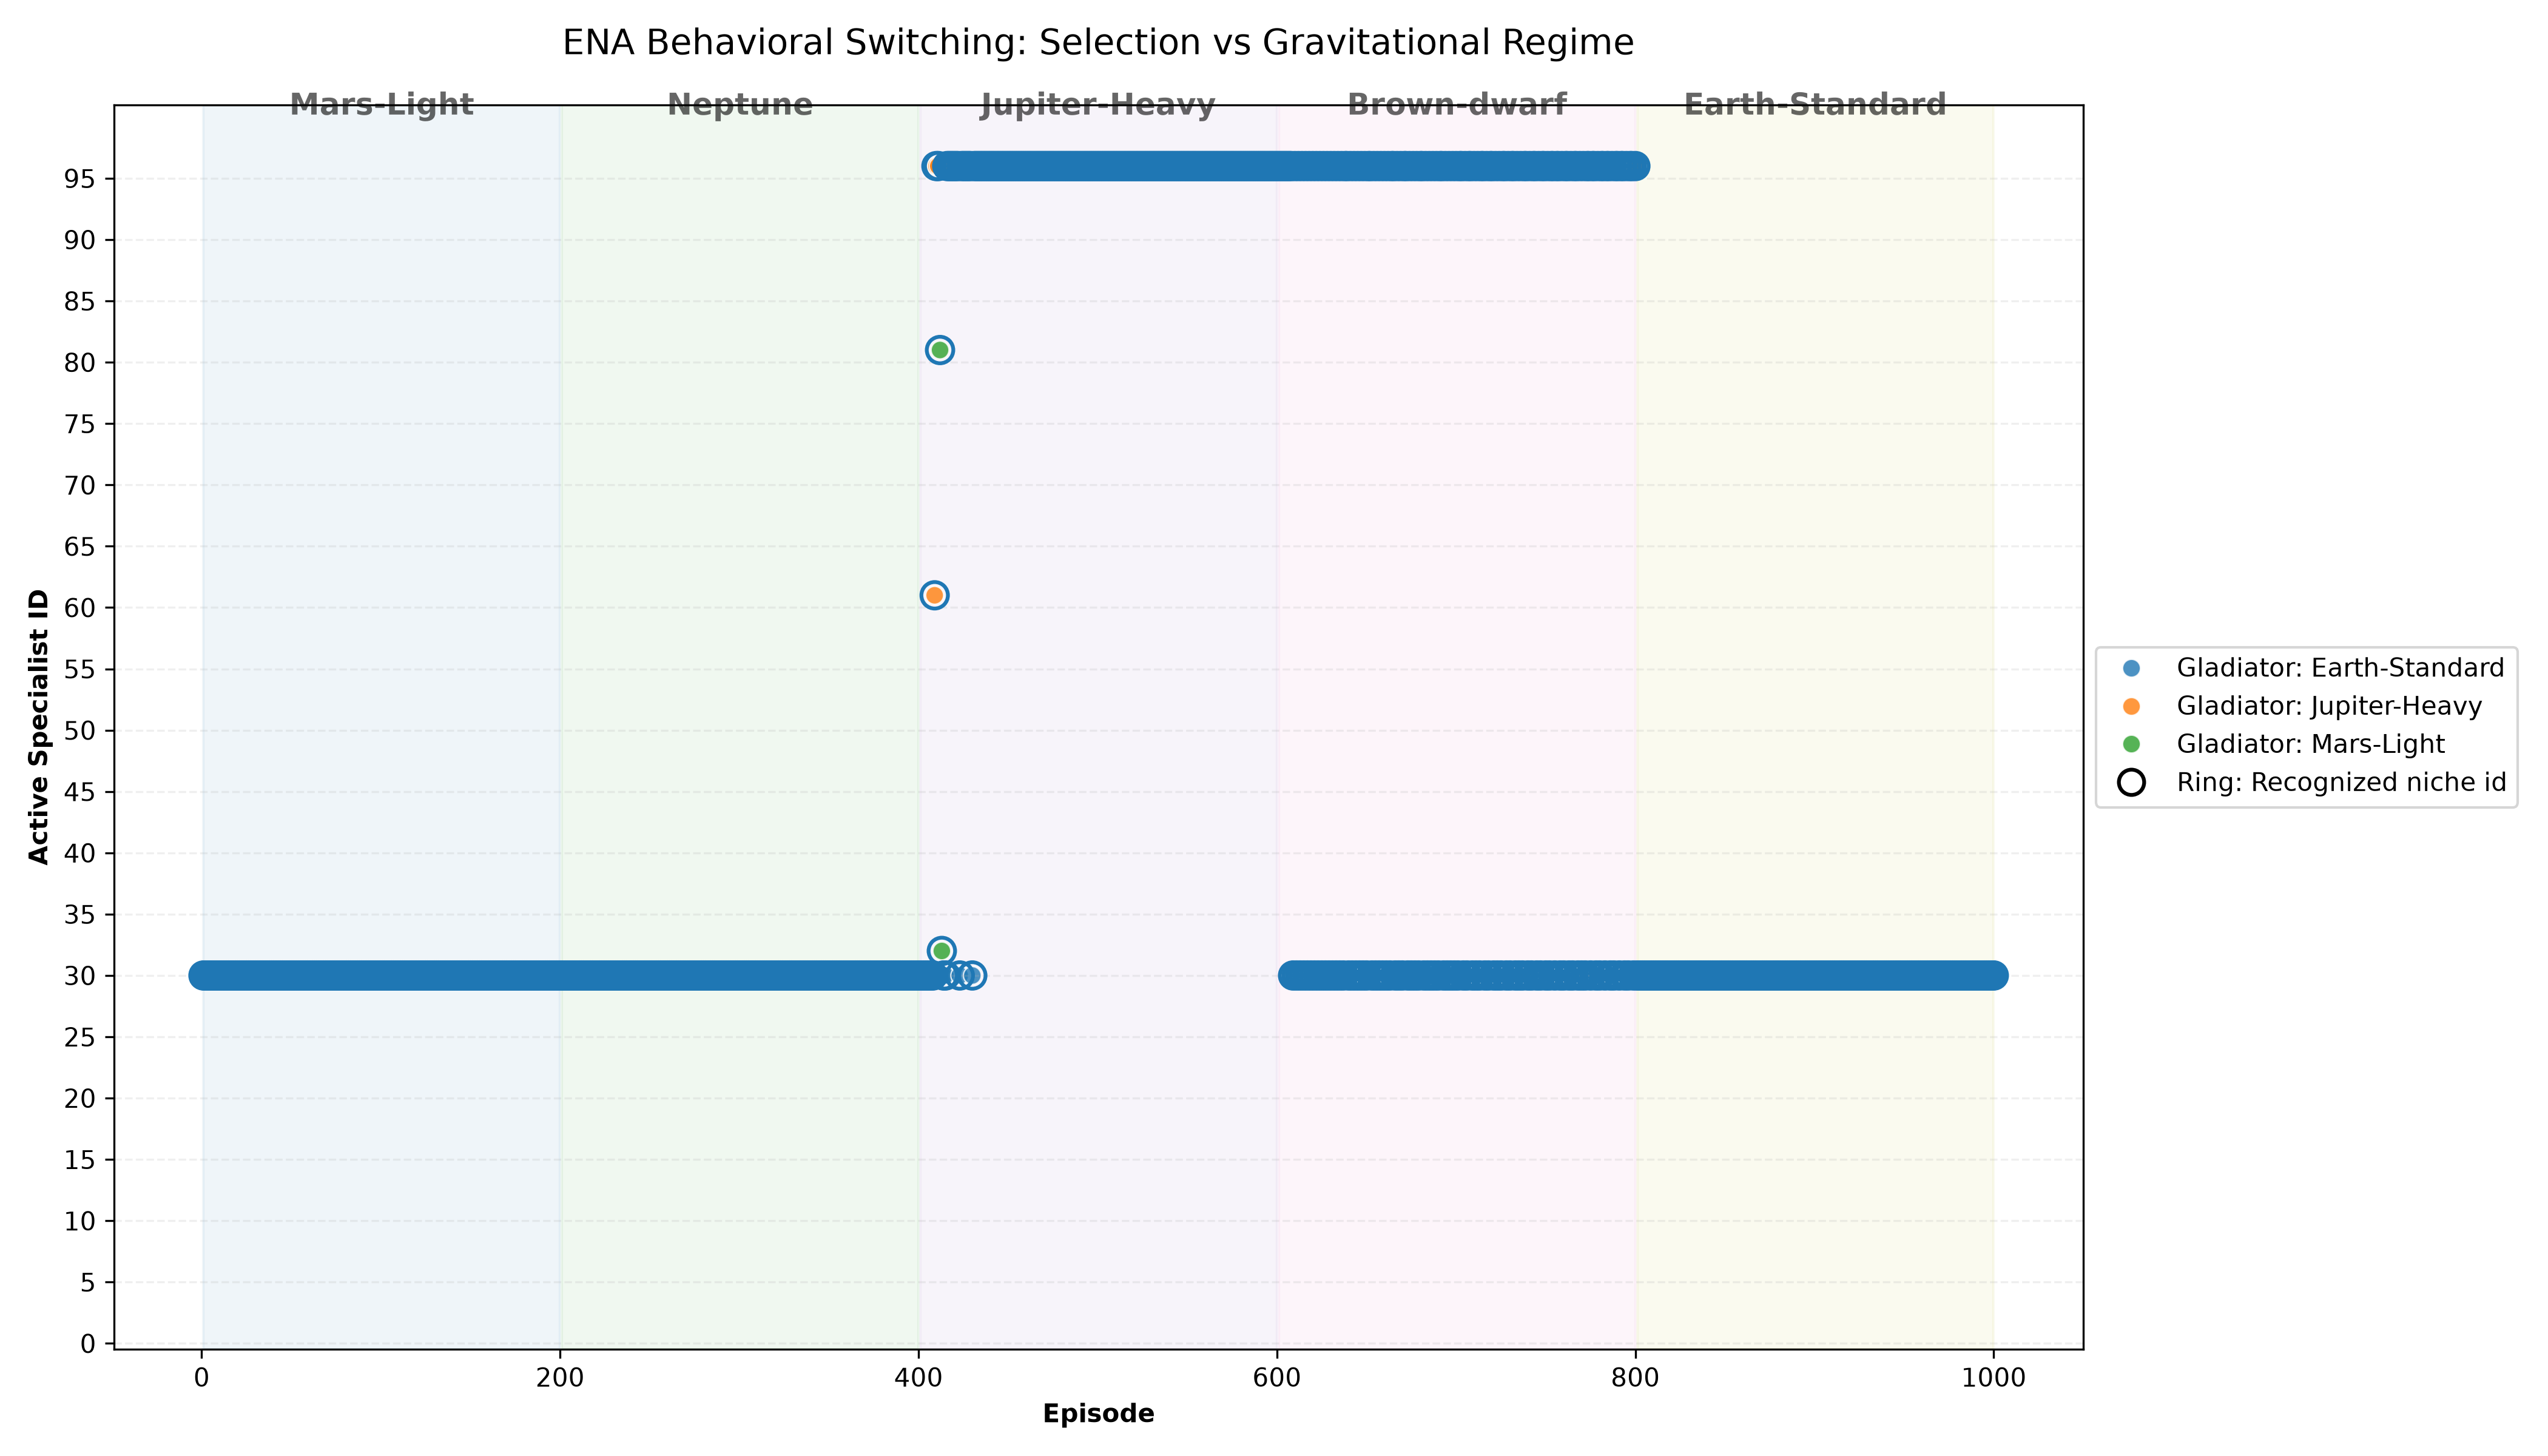 ENA Behavioral Switching: Selection vs Gravitational Regime
Mars-Light Neptune Jupiter-Heavy Brown-dwarf Earth-Standard
95
90
85
80
75
70
65
60
55
50
45
40
35
30
25
20
15
10
5
0
Active Specialist ID
0 200 400 600 800 1000
Episode
Gladiator: Earth-Standard
Gladiator: Jupiter-Heavy
Gladiator: Mars-Light
Ring: Recognized niche id